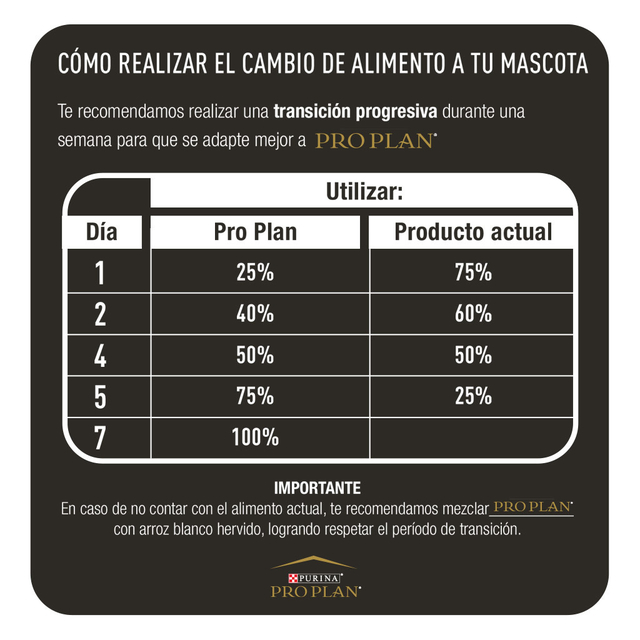 CÓMO REALIZAR EL CAMBIO DE ALIMENTO A TU MASCOTA
Te recomendamos realizar una transición progresiva durante una
semana para que se adapte mejor a PRO PLAN*
Utilizar:
Día Pro Plan Producto actual
1 25% 75%
2 40% 60%
4 50% 50%
5 75% 25%
7 100%
IMPORTANTE
En caso de no contar con el alimento actual, te recomendamos mezclar PRO PLAN*
con arroz blanco hervido, logrando respetar el período de transición.
PURINA*
PRO PLAN*